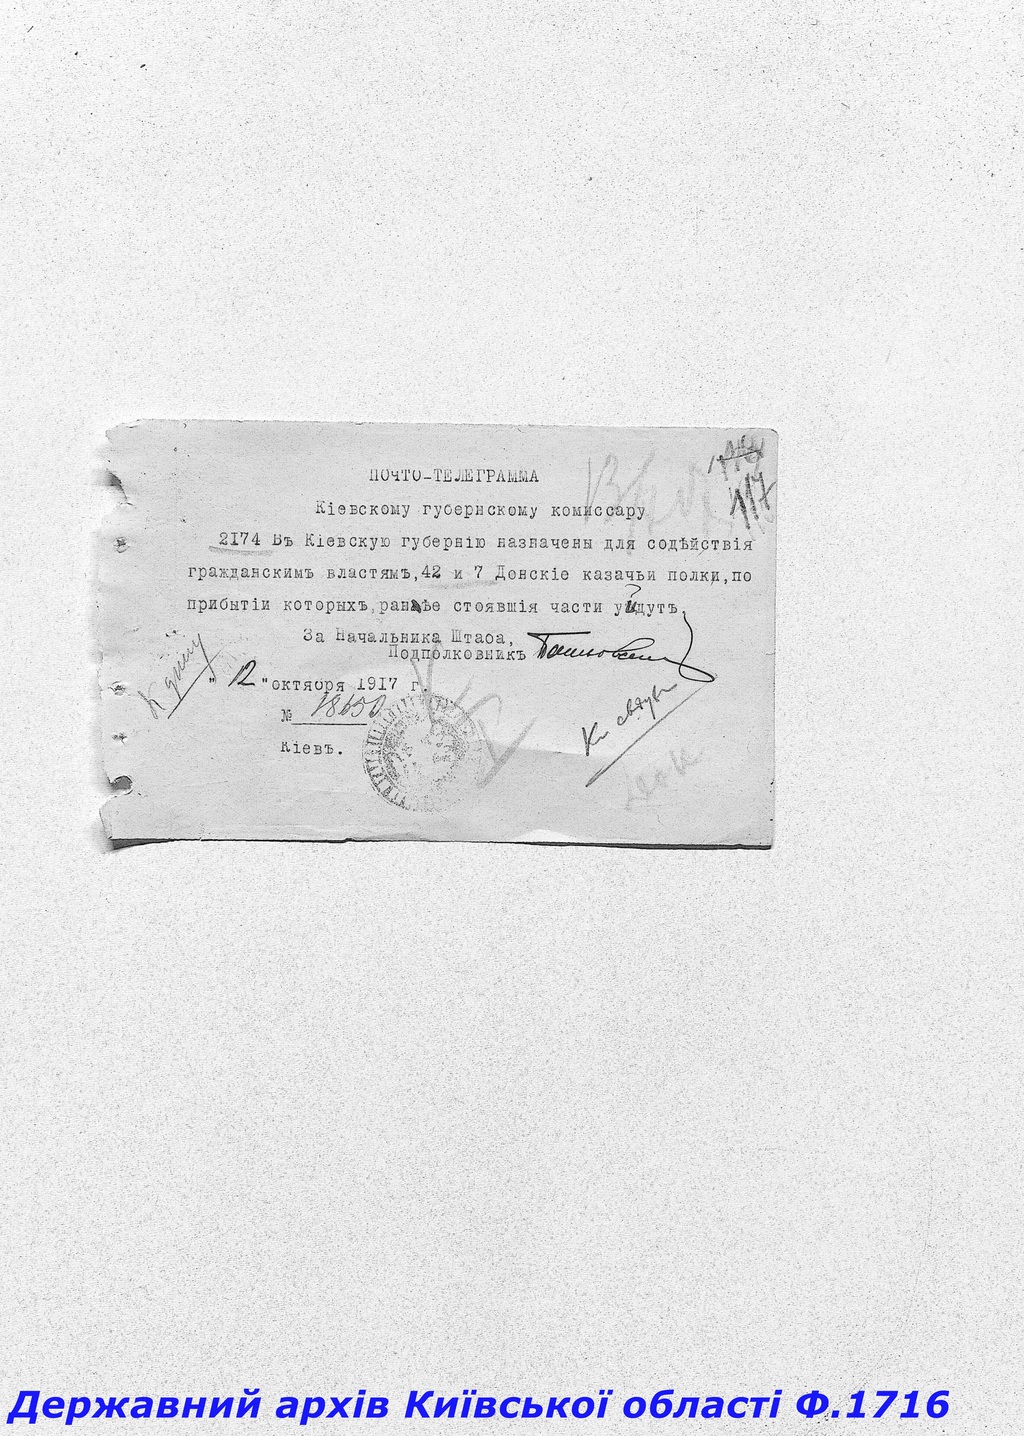 117
ПОЧТО-ТЕЛЕГРАММА
Кіевскому губернскому комиссару
2174 Въ Кіевскую губернію назначены для содѣйствія
гражданскимъ властямъ, 42 и 7 Донскіе казачьи полки, по
прибытіи которыхъ, ранѣе стоявшія части уйдутъ.
За Начальника Штаба,
Подполковникъ
"12" октября 1917 г.
К дѣлу
№ 18650
Кіевъ.
Державний архів Київської області Ф.1716